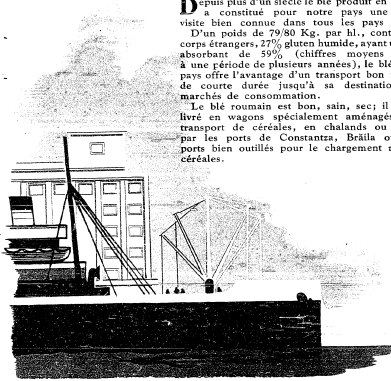 Depuis plus d'un siècle le blé produit en
a constitué pour notre pays une
visite bien connue dans tous les pays
D'un poids de 79/80 Kg. par hl., cont
corps étrangers, 27% gluten humide, ayant u
absorbant de 59% (chiffres moyens
à une période de plusieurs années), le blé
pays offre l'avantage d'un transport bon
de courte durée jusqu'à sa destinatio
marchés de consommation.
Le blé roumain est bon, sain, sec; il
livré en wagons spécialement aménagés
transport de céréales, en chalands ou
par les ports de Constantza, Brăila o
ports bien outillés pour le chargement r
céréales.